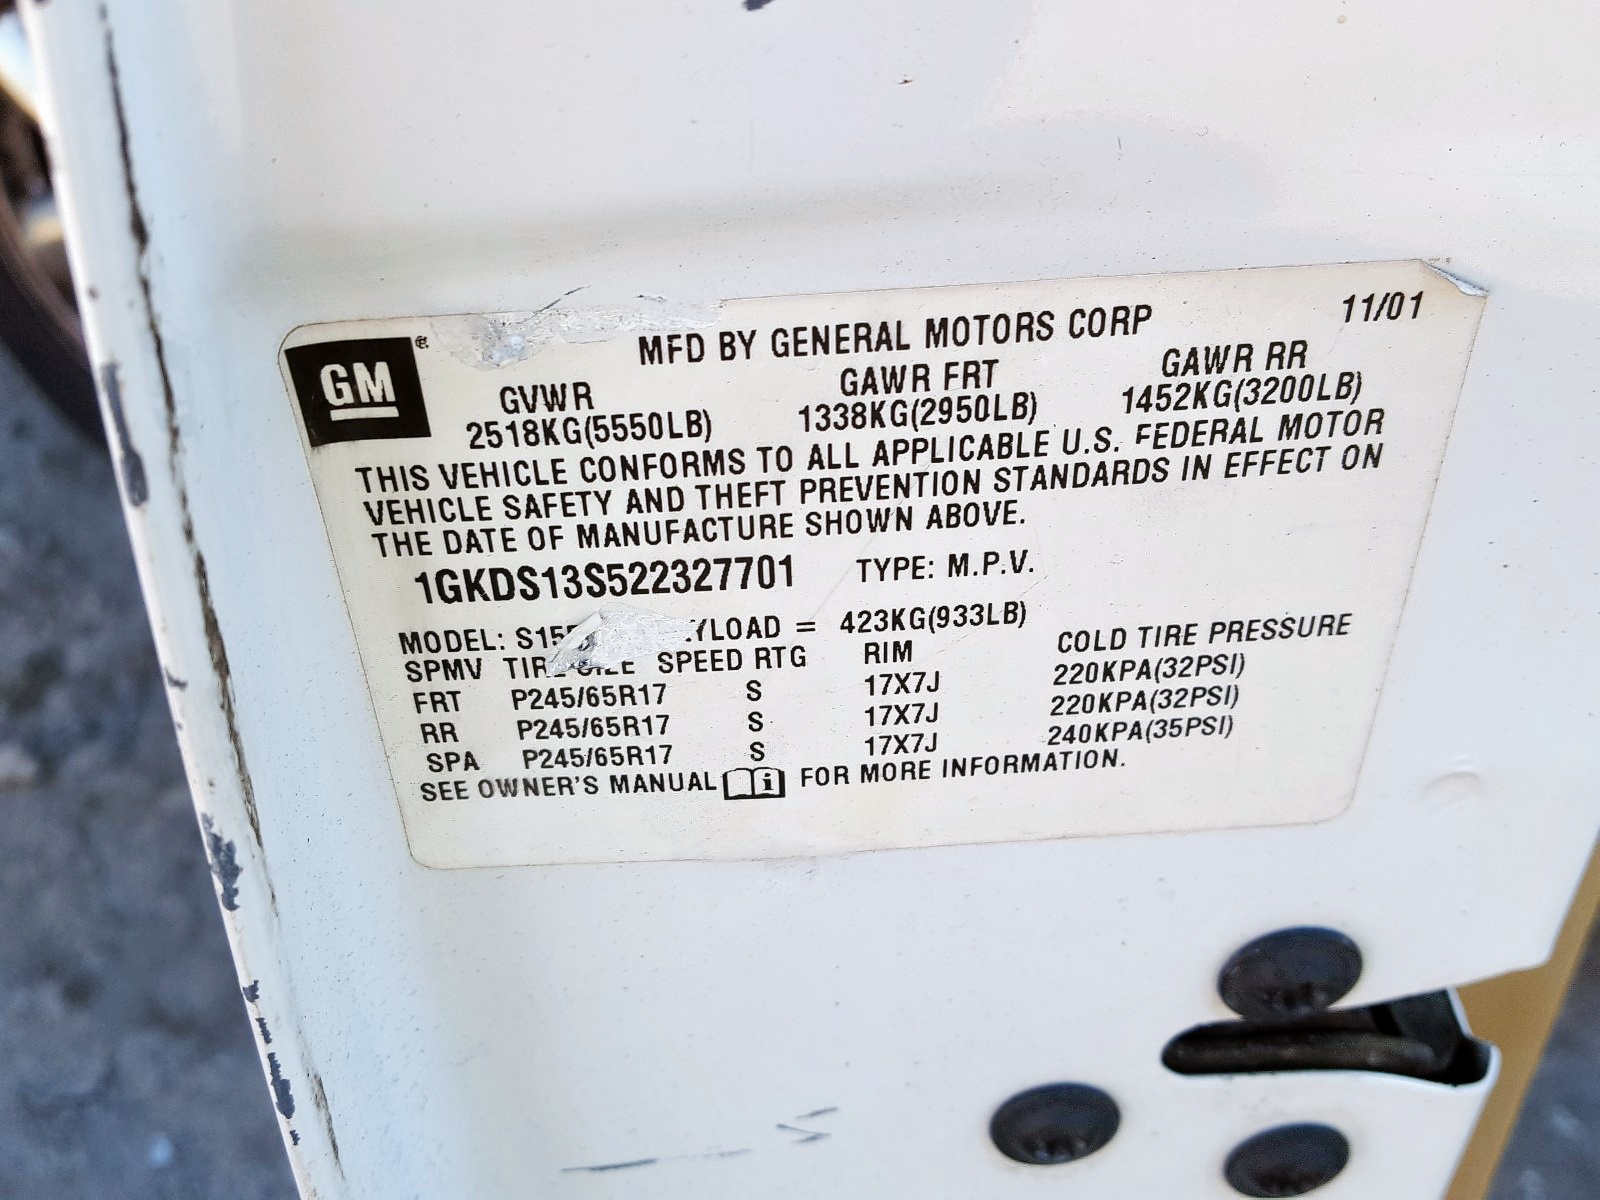 11/01
MFD BY GENERAL MOTORS CORP
GM
GVWR GAWR FRT GAWR RR
2518KG(5550LB) 1338KG(2950LB) 1452KG(3200LB)
THIS VEHICLE CONFORMS TO ALL APPLICABLE U.S. FEDERAL MOTOR
VEHICLE SAFETY AND THEFT PREVENTION STANDARDS IN EFFECT ON
THE DATE OF MANUFACTURE SHOWN ABOVE.
1GKDS13S522327701 TYPE: M.P.V.
MODEL: = 423KG(933LB)
SPMV SPEED RTG RIM COLD TIRE PRESSURE
FRT P245/65R17 S 17X7J 220KPA(32PSI)
RR P245/65R17 S 17X7J 220KPA(32PSI)
SPA P245/65R17 S 17X7J 240KPA(35PSI)
SEE OWNER'S MANUAL FOR MORE INFORMATION.